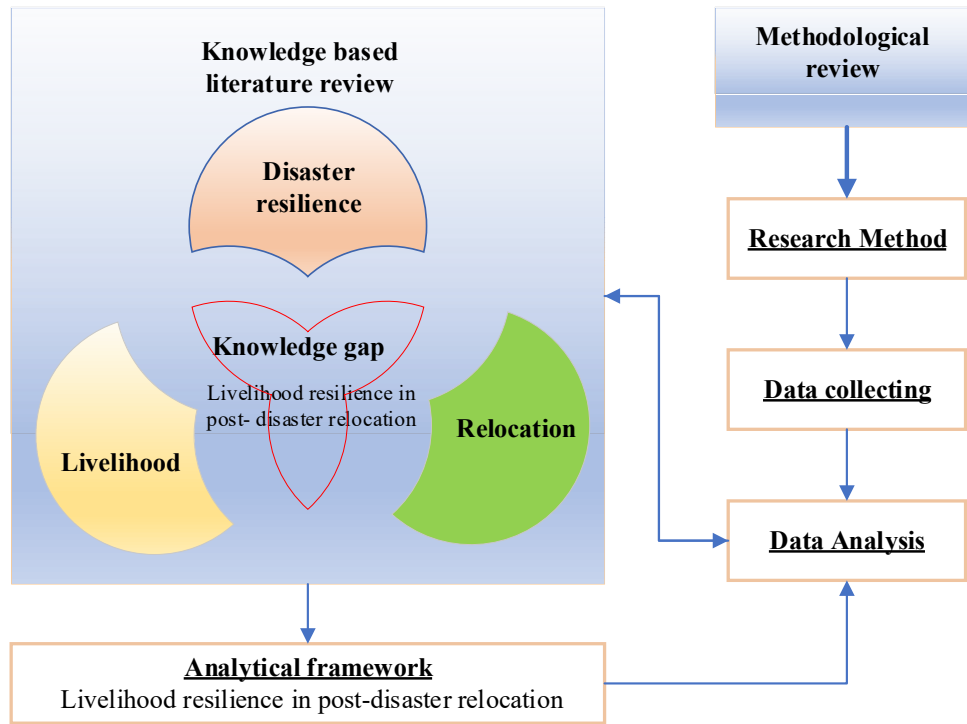 Knowledge based
literature review
Disaster
resilience
Knowledge gap
Livelihood resilience in
post- disaster relocation
Livelihood
Relocation
Analytical framework
Livelihood resilience in post-disaster relocation
Methodological
review
Research Method
Data collecting
Data Analysis